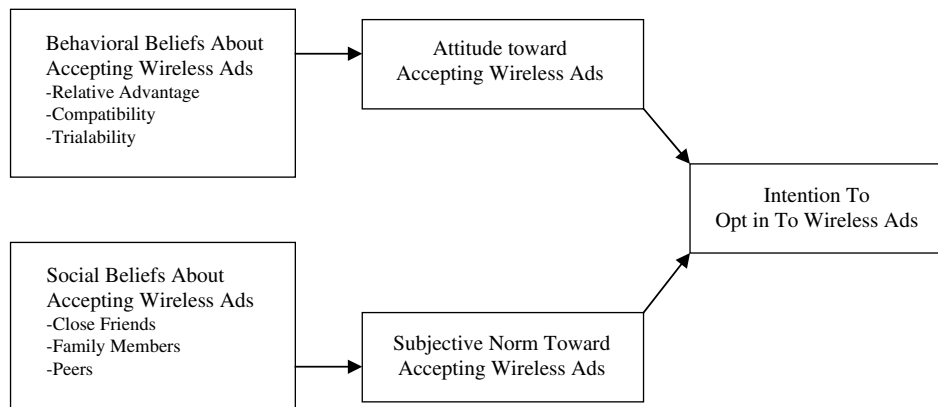 Behavioral Beliefs About
Accepting Wireless Ads
-Relative Advantage
-Compatibility
-Trialability
Attitude toward
Accepting Wireless Ads
Intention To
Opt in To Wireless Ads
Social Beliefs About
Accepting Wireless Ads
-Close Friends
-Family Members
-Peers
Subjective Norm Toward
Accepting Wireless Ads